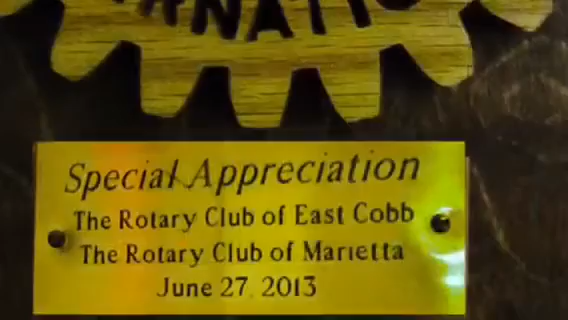 Special Appreciation
The Rotary Club of East Cobb
The Rotary Club of Marietta
June 27, 2013